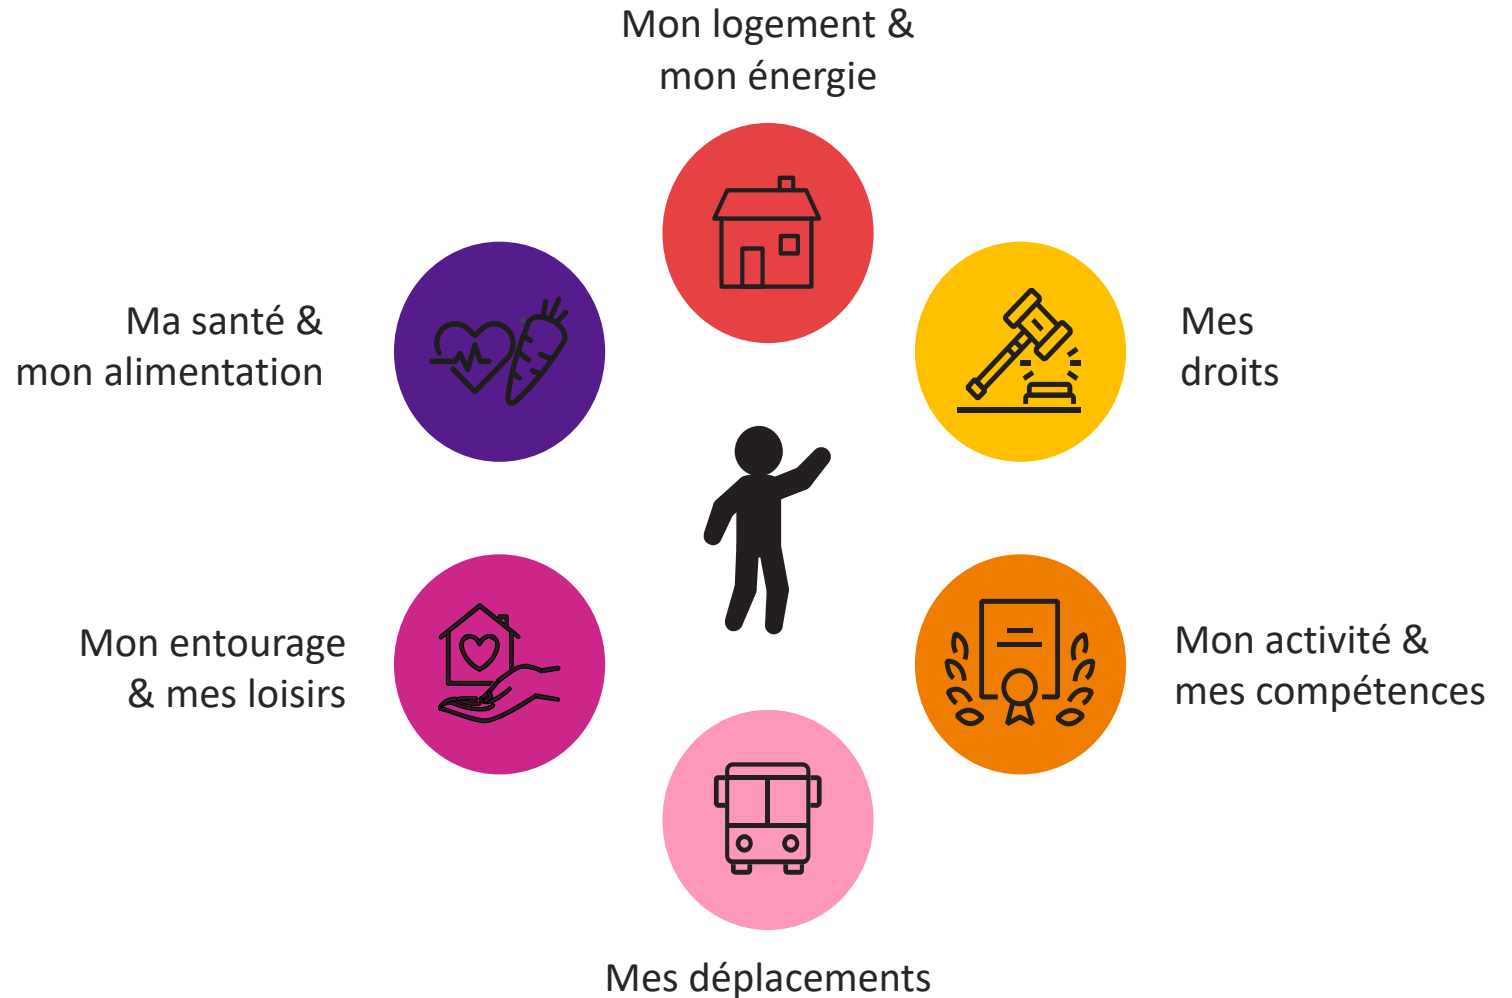 Mon logement &
mon énergie
Ma santé &
mon alimentation
Mes
droits
Mon entourage
& mes loisirs
Mon activité &
mes compétences
Mes déplacements